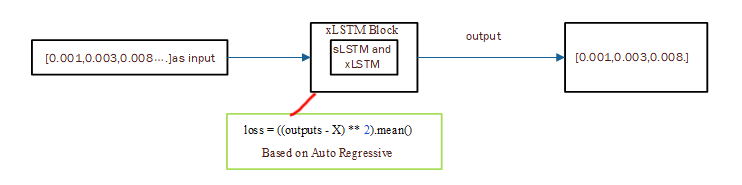 xLSTM Block
sLSTM and
xLSTM
[0.001,0.003,0.008....]as input
output
[0.001,0.003,0.008.]
loss = ((outputs - X) ** 2).mean()
Based on Auto Regressive